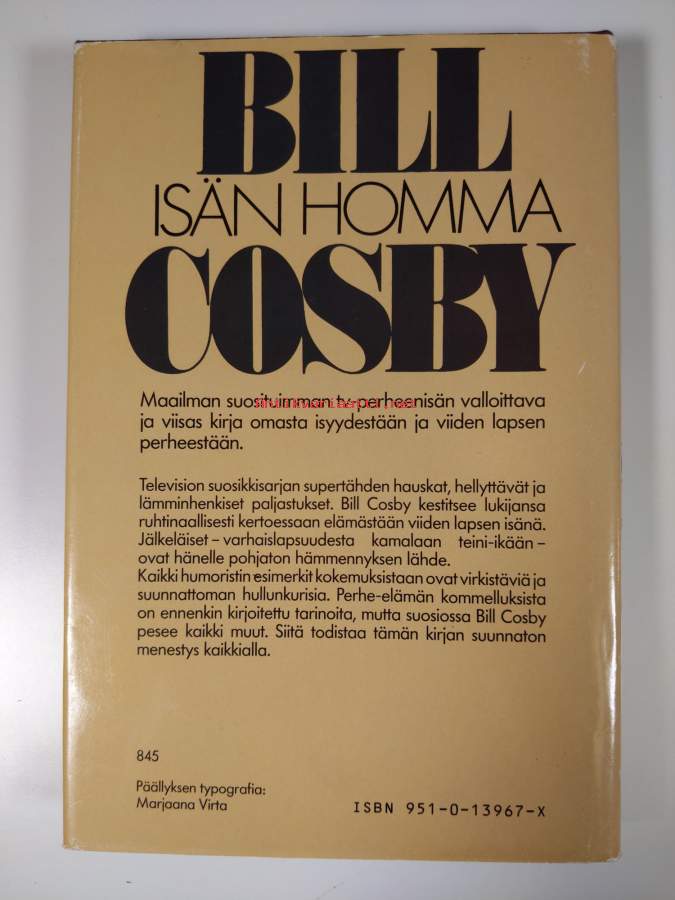 BILL
ISÄN HOMMA
COSBY
Maailman suosituimman tv-perheenisän valloittava
Antikvariaatti.net
ja viisas kirja omasta isyydestään ja viiden lapsen
perheestään.
Television suosikkisarjan supertähden hauskat, hellyttävät ja
lämminhenkiset paljastukset. Bill Cosby kestitsee lukijansa
ruhtinaallisesti kertoessaan elämästään viiden lapsen isänä.
Jälkeläiset – varhaislapsuudesta kamalaan teini-ikään –
ovat hänelle pohjaton hämmennyksen lähde.
Kaikki humoristin esimerkit kokemuksistaan ovat virkistäviä ja
suunnattoman hullunkurisia. Perhe-elämän kommelluksista
on ennenkin kirjoitettu tarinoita, mutta suosiossa Bill Cosby
pesee kaikki muut. Siitä todistaa tämän kirjan suunnaton
menestys kaikkialla.
845
Päällyksen typografia:
Marjaana Virta
ISBN 951-0-13967-X